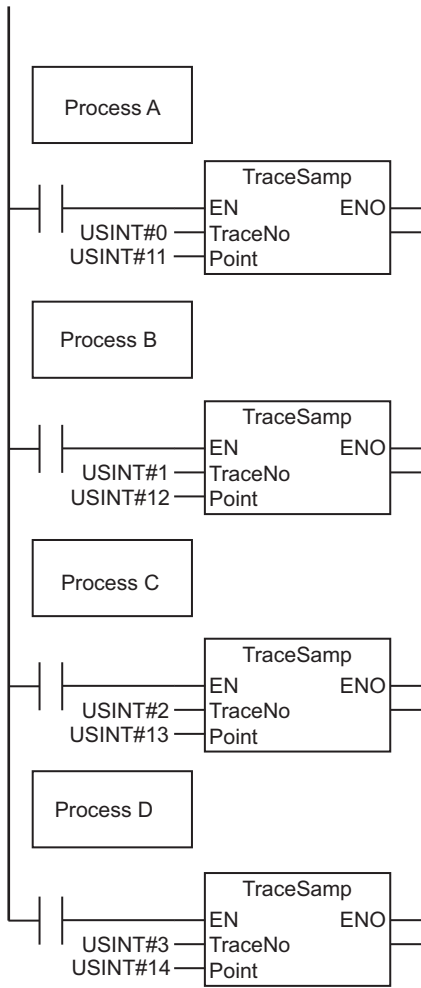 Process A
TraceSamp
EN ENO
USINT#0 TraceNo
USINT#11 Point
Process B
TraceSamp
EN ENO
USINT#1 TraceNo
USINT#12 Point
Process C
TraceSamp
EN ENO
USINT#2 TraceNo
USINT#13 Point
Process D
TraceSamp
EN ENO
USINT#3 TraceNo
USINT#14 Point